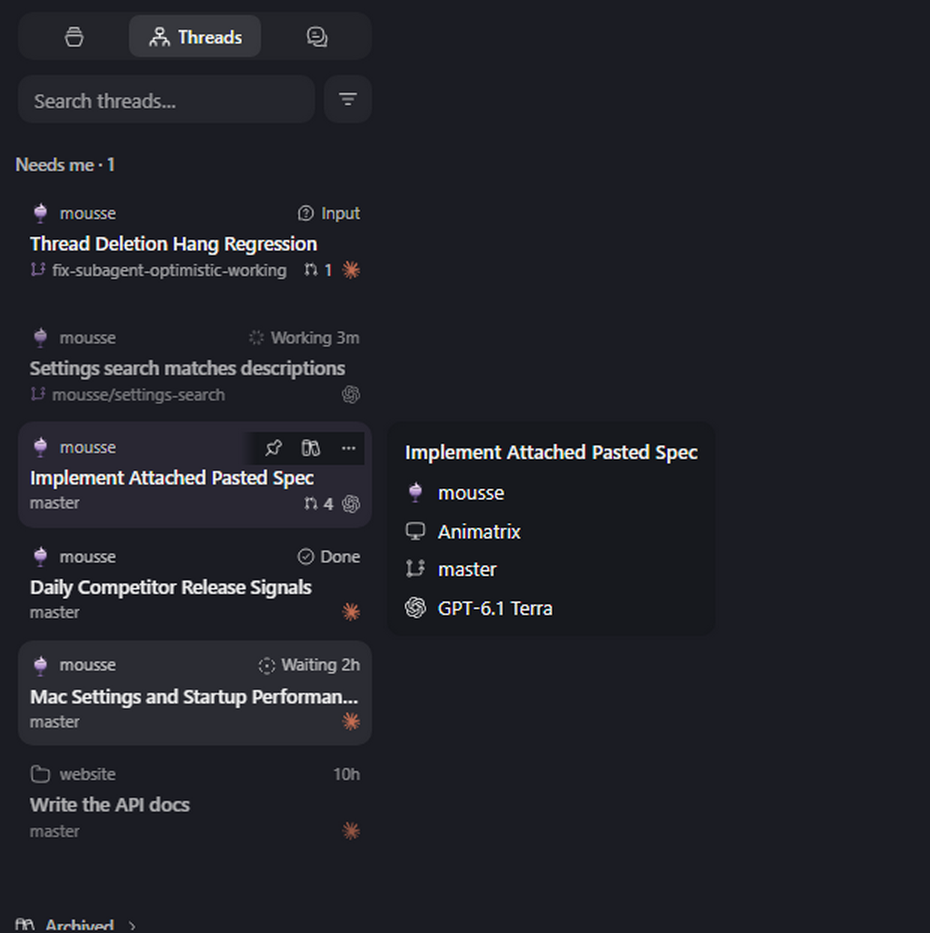 Threads
Search threads...
Needs me · 1
mousse Input
Thread Deletion Hang Regression
fix-subagent-optimistic-working 1
mousse Working 3m
Settings search matches descriptions
mousse/settings-search
mousse
Implement Attached Pasted Spec
master 4
Implement Attached Pasted Spec
mousse
Animatrix
master
GPT-6.1 Terra
mousse Done
Daily Competitor Release Signals
master
mousse Waiting 2h
Mac Settings and Startup Performan...
master
website 10h
Write the API docs
master
Archived